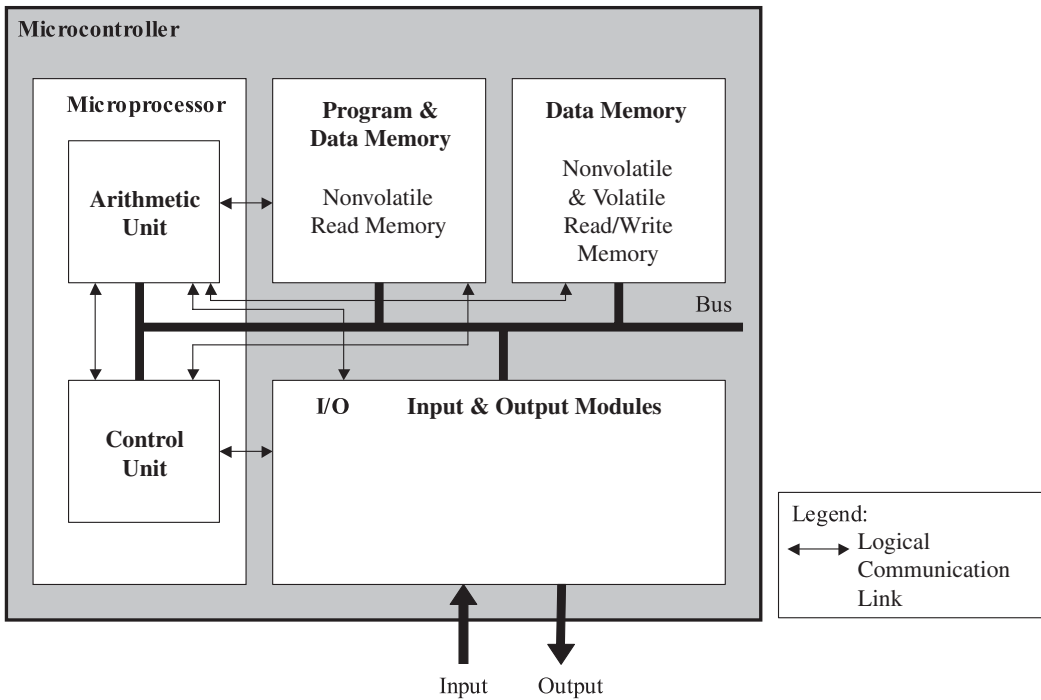 Microcontroller
Microprocessor
Arithmetic
Unit
Program &
Data Memory
Nonvolatile
Read Memory
Data Memory
Nonvolatile
& Volatile
Read/Write
Memory
Bus
Control
Unit
I/O Input & Output Modules
Legend:
Logical
Communication
Link
Input Output